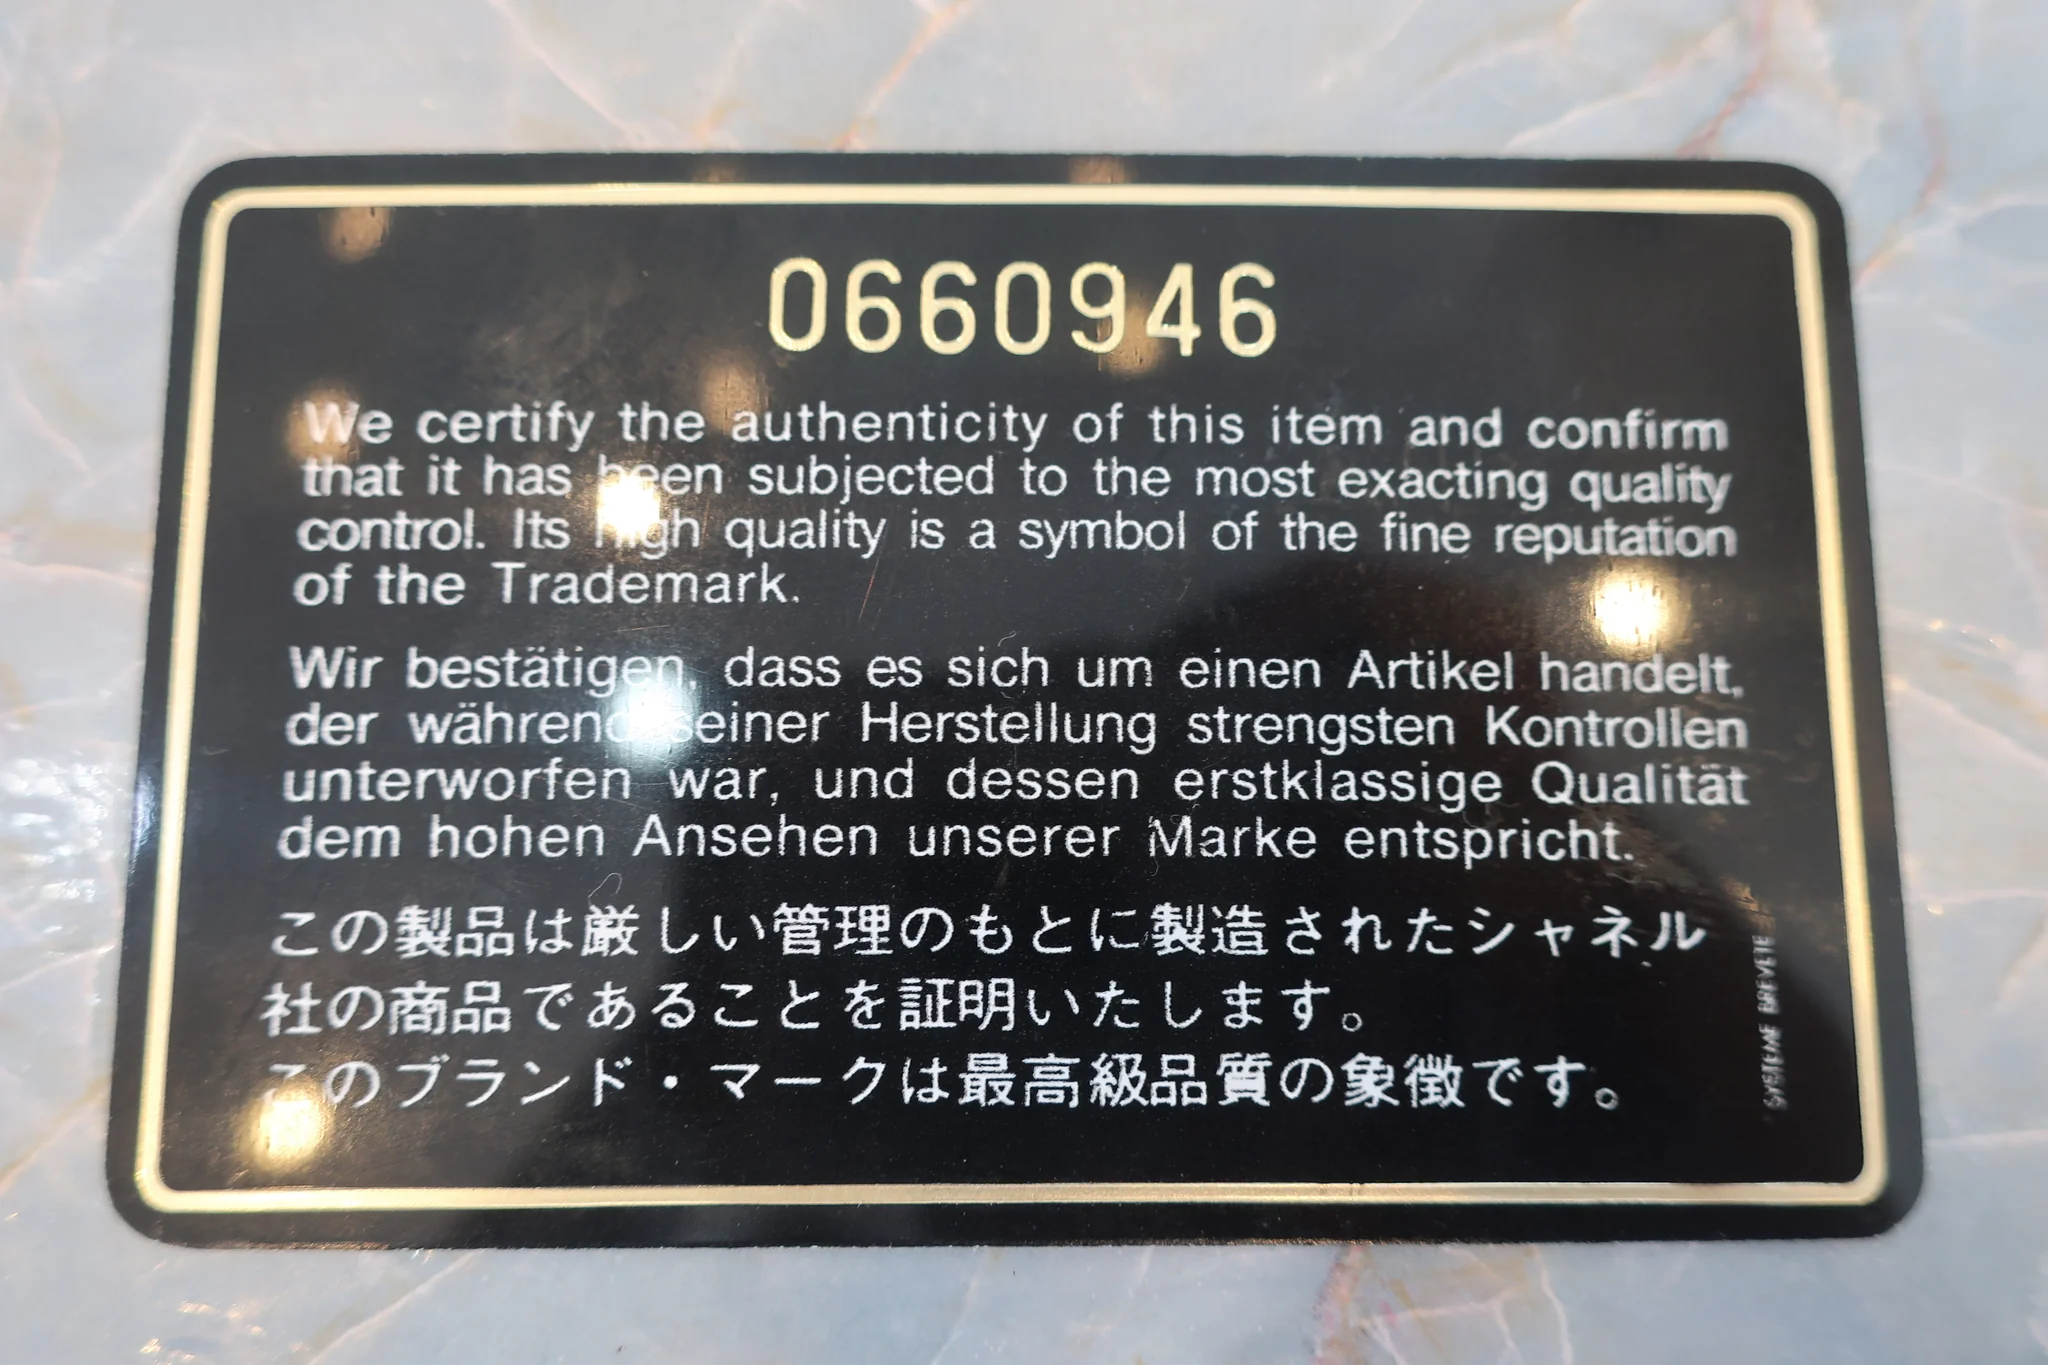 0660946
We certify the authenticity of this item and confirm
that it has been subjected to the most exacting quality
control. Its high quality is a symbol of the fine reputation
of the Trademark.
Wir bestätigen, dass es sich um einen Artikel handelt,
der während seiner Herstellung strengsten Kontrollen
unterworfen war, und dessen erstklassige Qualität
dem hohen Ansehen unserer Marke entspricht.
この製品は厳しい管理のもとに製造されたシャネル
社の商品であることを証明いたします。
このブランド・マークは最高級品質の象徴です。
SYSTEME BREVETE